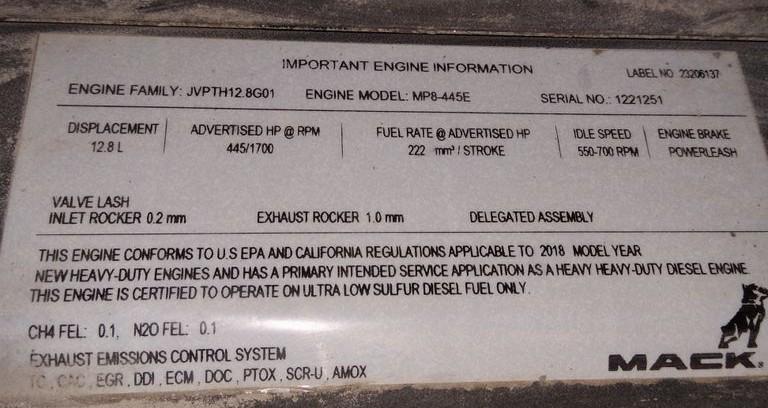 IMPORTANT ENGINE INFORMATION
LABEL NO 23206137
ENGINE FAMILY: JVPTH12.8G01 ENGINE MODEL: MP8-445E SERIAL NO.: 1221251
DISPLACEMENT ADVERTISED HP @ RPM FUEL RATE @ ADVERTISED HP IDLE SPEED ENGINE BRAKE
12.8 L 445/1700 222 mm³ / STROKE 550-700 RPM POWERLEASH
VALVE LASH
INLET ROCKER 0.2 mm EXHAUST ROCKER 1.0 mm DELEGATED ASSEMBLY
THIS ENGINE CONFORMS TO U.S EPA AND CALIFORNIA REGULATIONS APPLICABLE TO 2018 MODEL YEAR
NEW HEAVY-DUTY ENGINES AND HAS A PRIMARY INTENDED SERVICE APPLICATION AS A HEAVY HEAVY-DUTY DIESEL ENGINE.
THIS ENGINE IS CERTIFIED TO OPERATE ON ULTRA LOW SULFUR DIESEL FUEL ONLY.
CH4 FEL: 0.1, N2O FEL: 0.1
EXHAUST EMISSIONS CONTROL SYSTEM
TC, CAC, EGR, DDI, ECM, DOC, PTOX, SCR-U, AMOX
MACK®